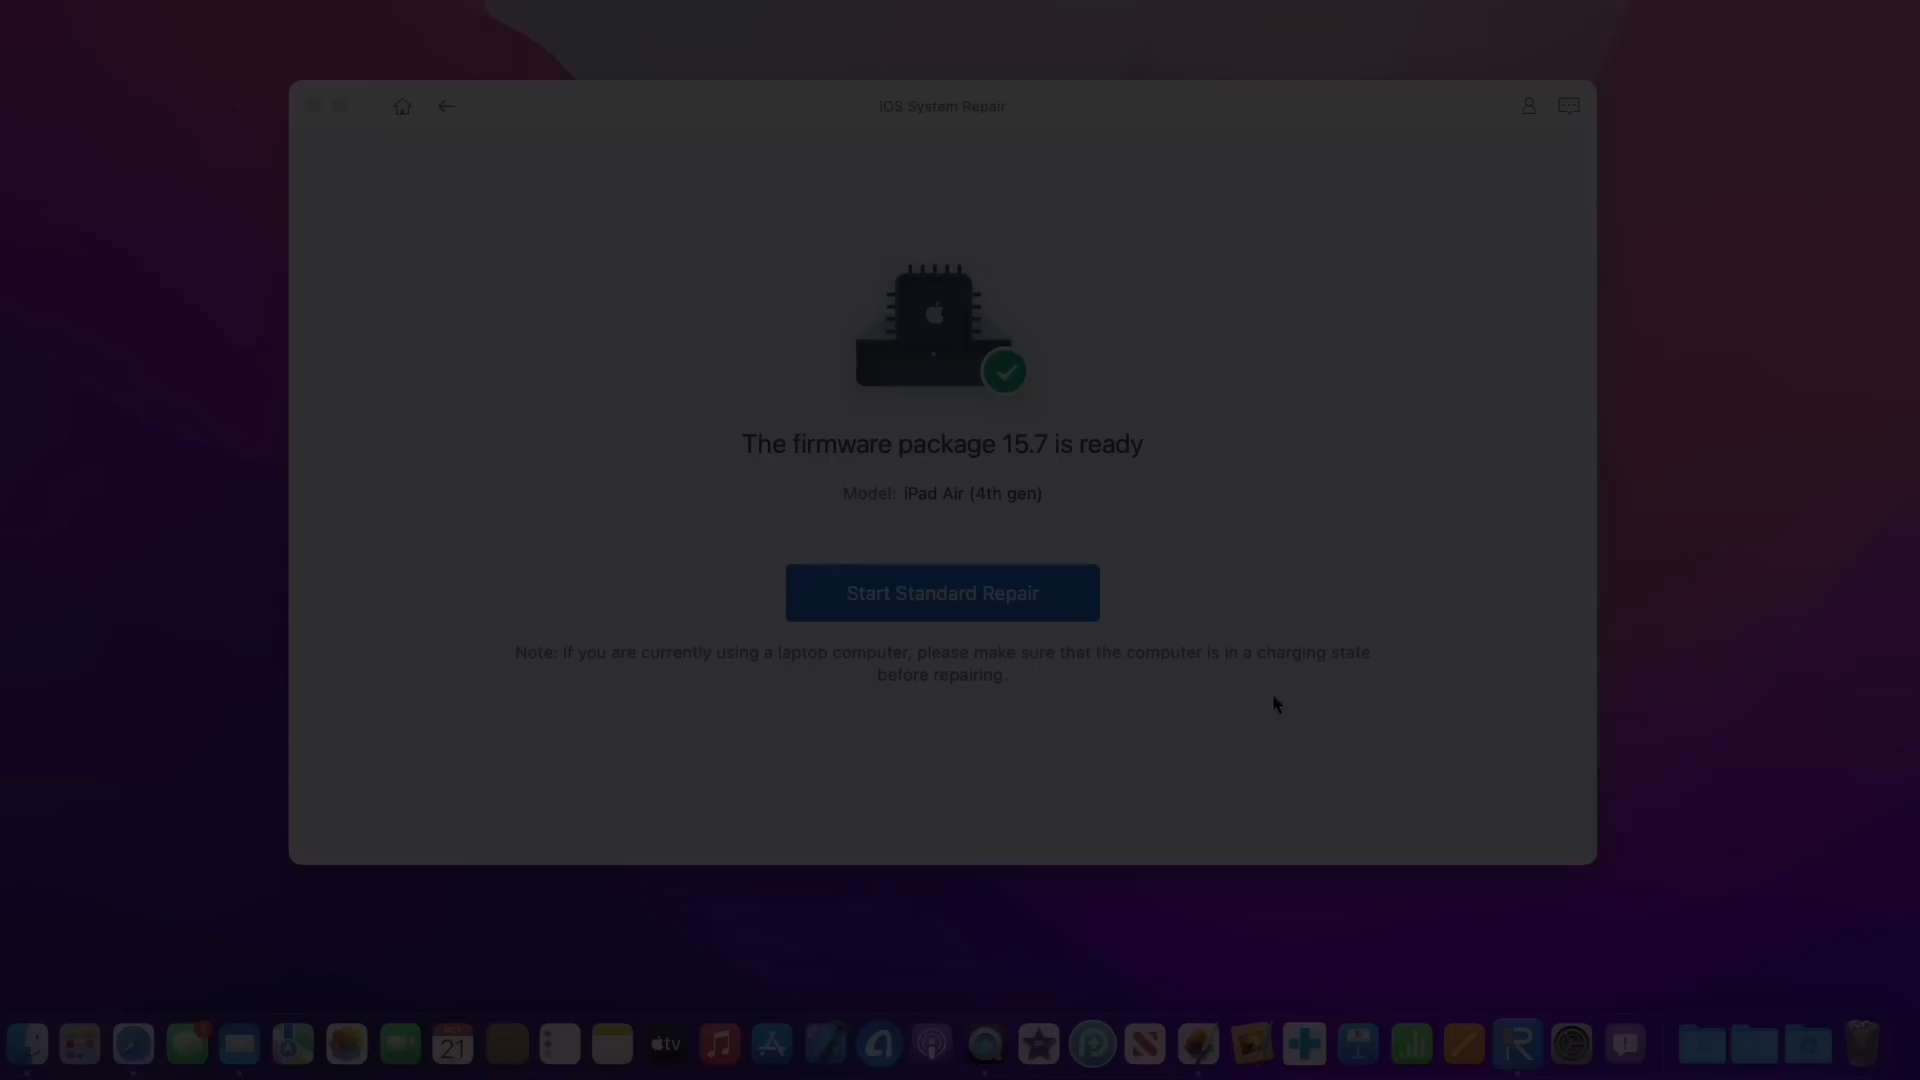 iOS System Repair
The firmware package 15.7 is ready
Model: iPad Air (4th gen)
Start Standard Repair
Note: If you are currently using a laptop computer, please make sure that the computer is in a charging state
before repairing.
OCT
21
tv